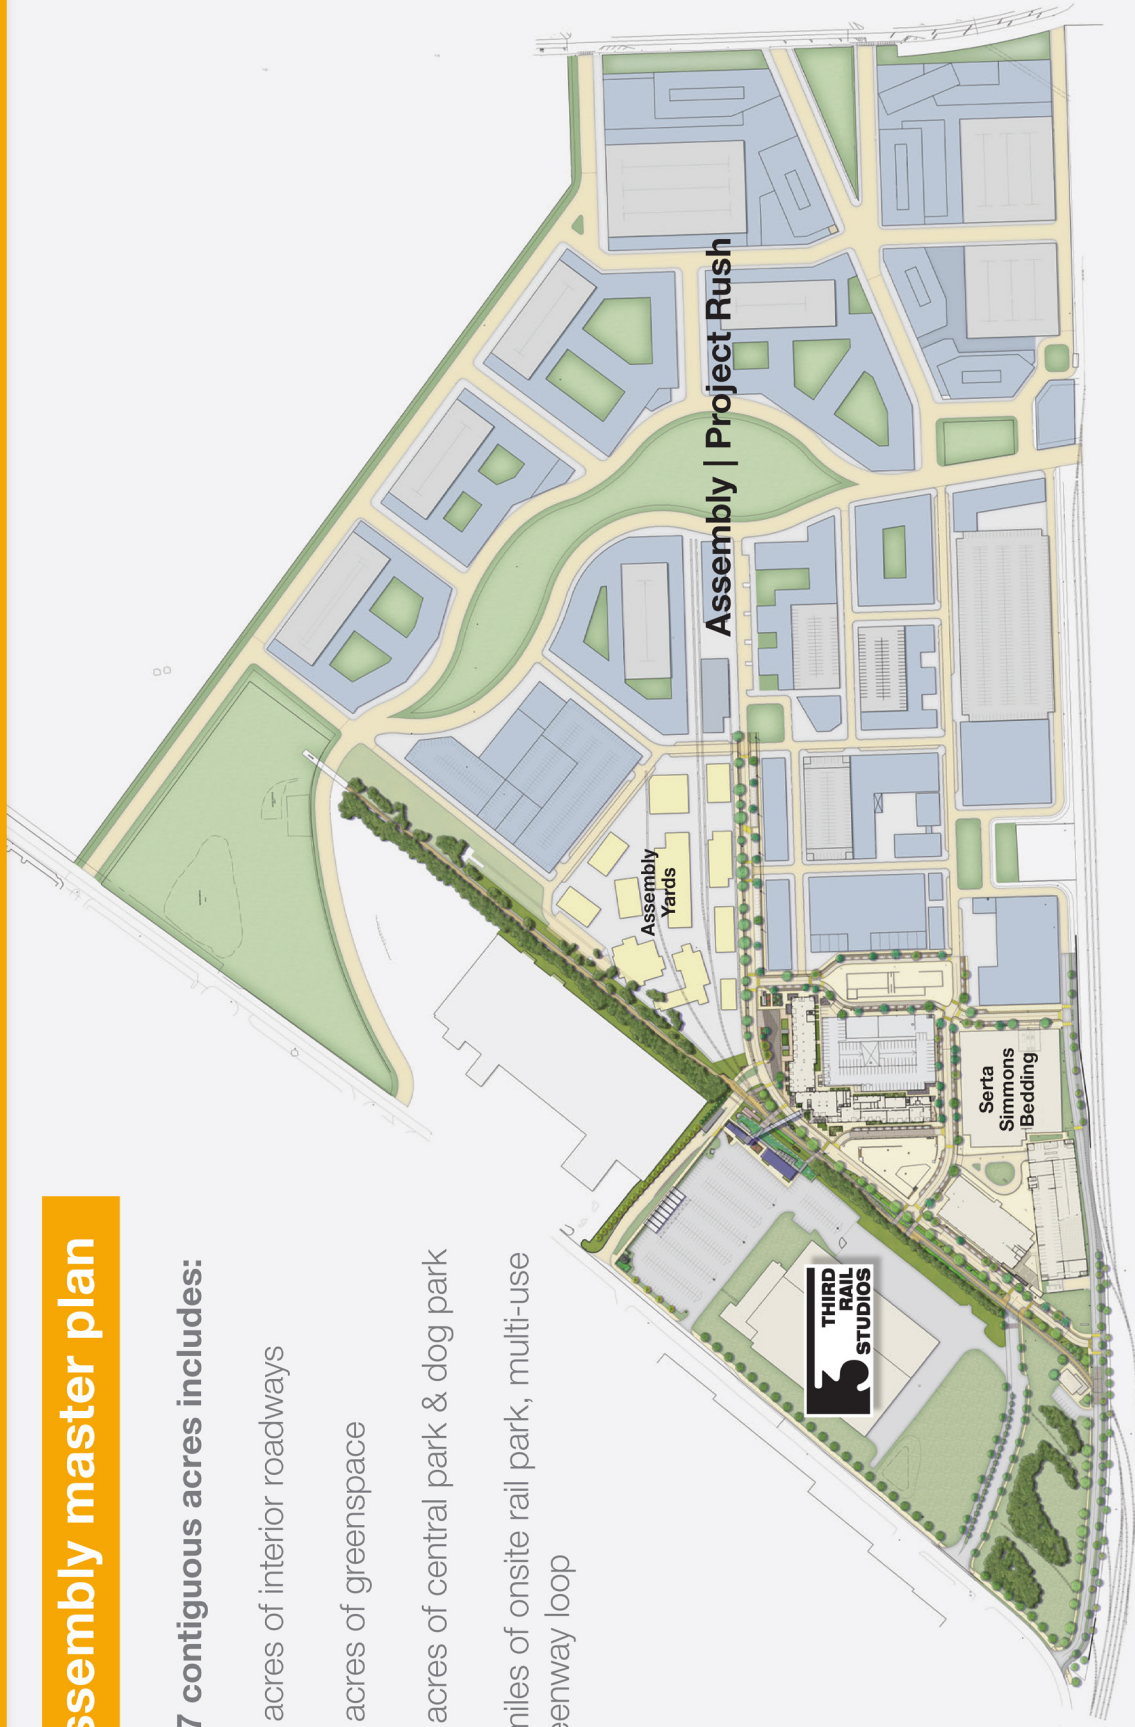 ssembly master plan
7 contiguous acres includes:
acres of interior roadways
acres of greenspace
acres of central park & dog park
miles of onsite rail park, multi-use
eenway loop
Assembly | Project Rush
Assembly
Yards
Serta
Simmons
Bedding
3
THIRD
RAIL
STUDIOS